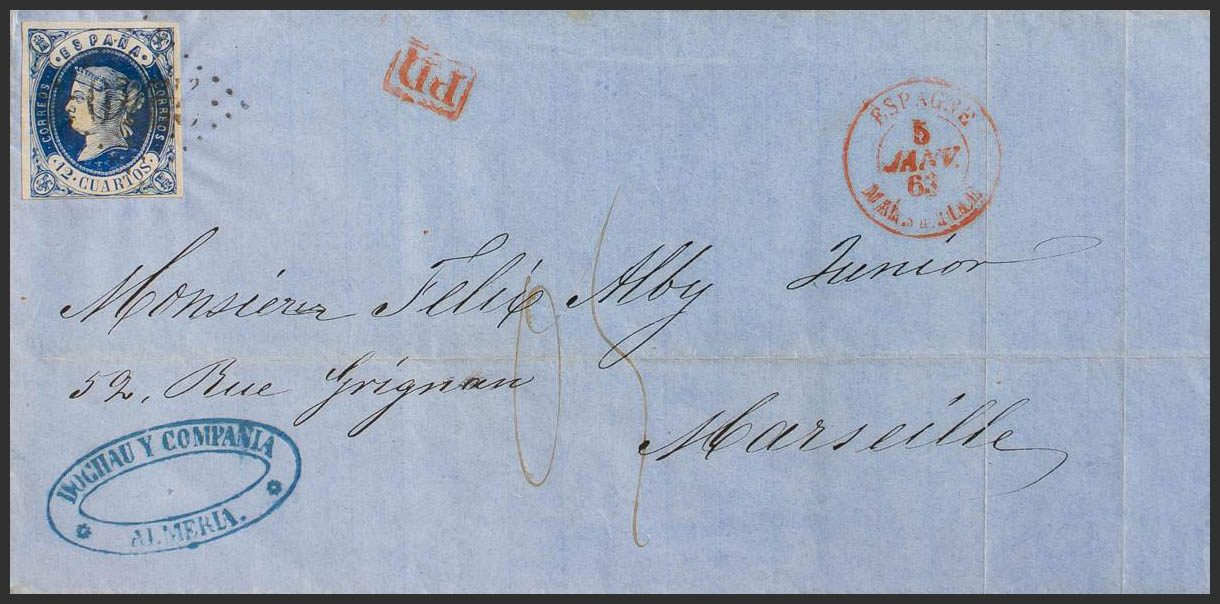 · ESPAÑA ·
· CORREOS ·
· CORREOS ·
12 · CUARTOS
PD
ESPAGNE
5
JANV.
63
MARSEILLE
Monsieur Felix Alby Junior
52, Rue Grignan
Marseille
DOCHAU Y COMPAÑIA
ALMERIA.